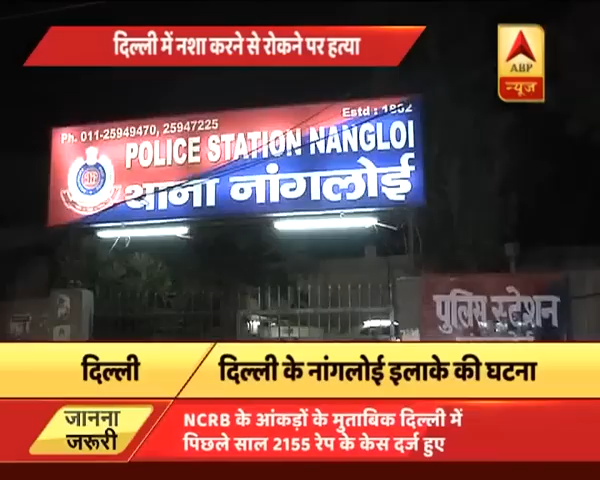 दिल्ली में नशा करने से रोकने पर हत्या
ABP
न्यूज़
Estd : 1862
Ph. 011-25949470, 25947225
POLICE STATION NANGLOI
थाना नांगलोई
पुलिस स्टेशन
दिल्ली
दिल्ली के नांगलोई इलाके की घटना
जानना
जरूरी
NCRB के आंकड़ों के मुताबिक दिल्ली में
पिछले साल 2155 रेप के केस दर्ज हुए